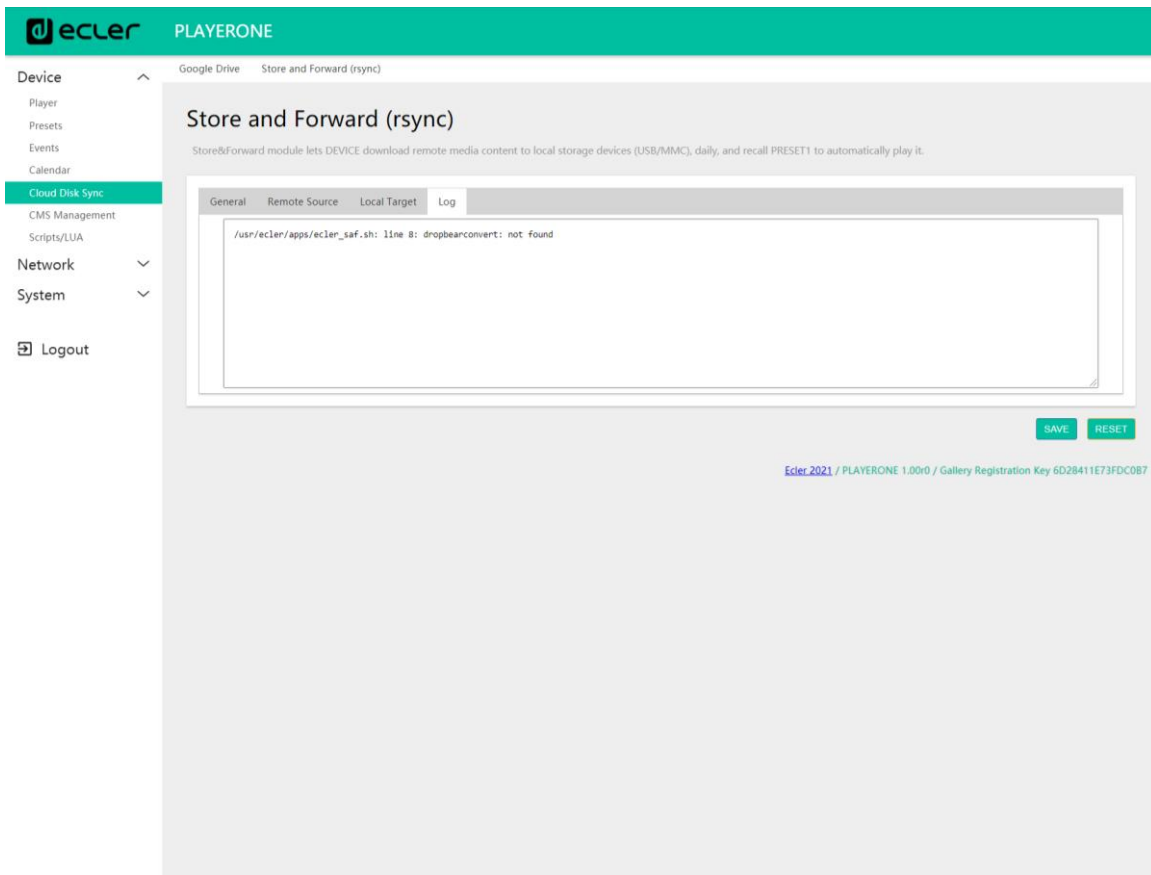 ecler PLAYERONE
Device
Player
Presets
Events
Calendar
Cloud Disk Sync
CMS Management
Scripts/LUA
Network
System
Logout
Google Drive Store and Forward (rsync)
Store and Forward (rsync)
Store&Forward module lets DEVICE download remote media content to local storage devices (USB/MMC), daily, and recall PRESET1 to automatically play it.
General Remote Source Local Target Log
/usr/ecler/apps/ecler_saf.sh: line 8: dropbearconvert: not found
SAVE RESET
Ecler 2021 / PLAYERONE 1.00r0 / Gallery Registration Key 6D28411E73FDC0B7